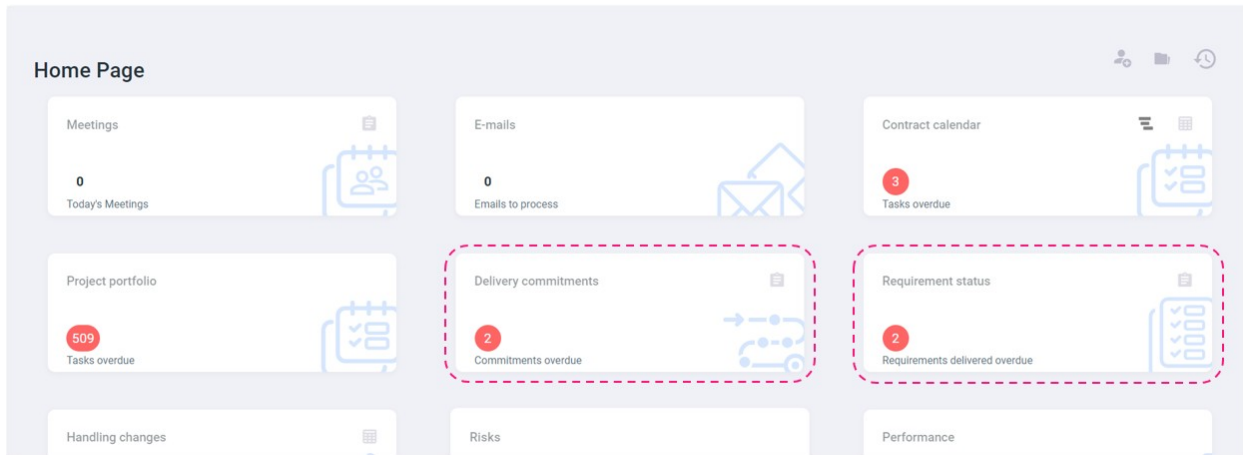 Home Page
Meetings
0
Today's Meetings
E-mails
0
Emails to process
Contract calendar
3
Tasks overdue
Project portfolio
509
Tasks overdue
Delivery commitments
2
Commitments overdue
Requirement status
2
Requirements delivered overdue
Handling changes
Risks
Performance